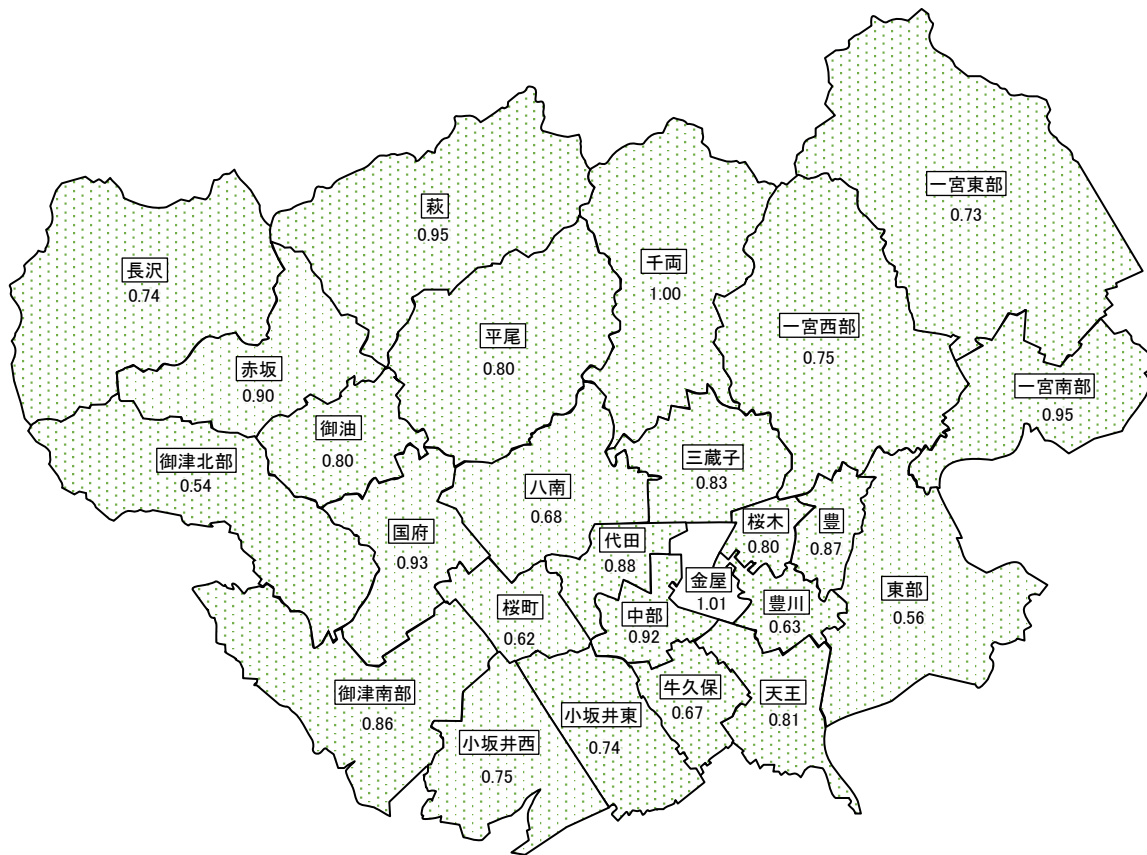 一宮東部
0.73
萩
0.95
長沢
0.74
千両
1.00
一宮西部
0.75
平尾
0.80
赤坂
0.90
一宮南部
0.95
御油
0.80
御津北部
0.54
三蔵子
0.83
八南
0.68
国府
0.93
桜木
0.80
豊
0.87
代田
0.88
金屋
1.01
東部
0.56
豊川
0.63
桜町
0.62
中部
0.92
御津南部
0.86
牛久保
0.67
天王
0.81
小坂井東
0.74
小坂井西
0.75